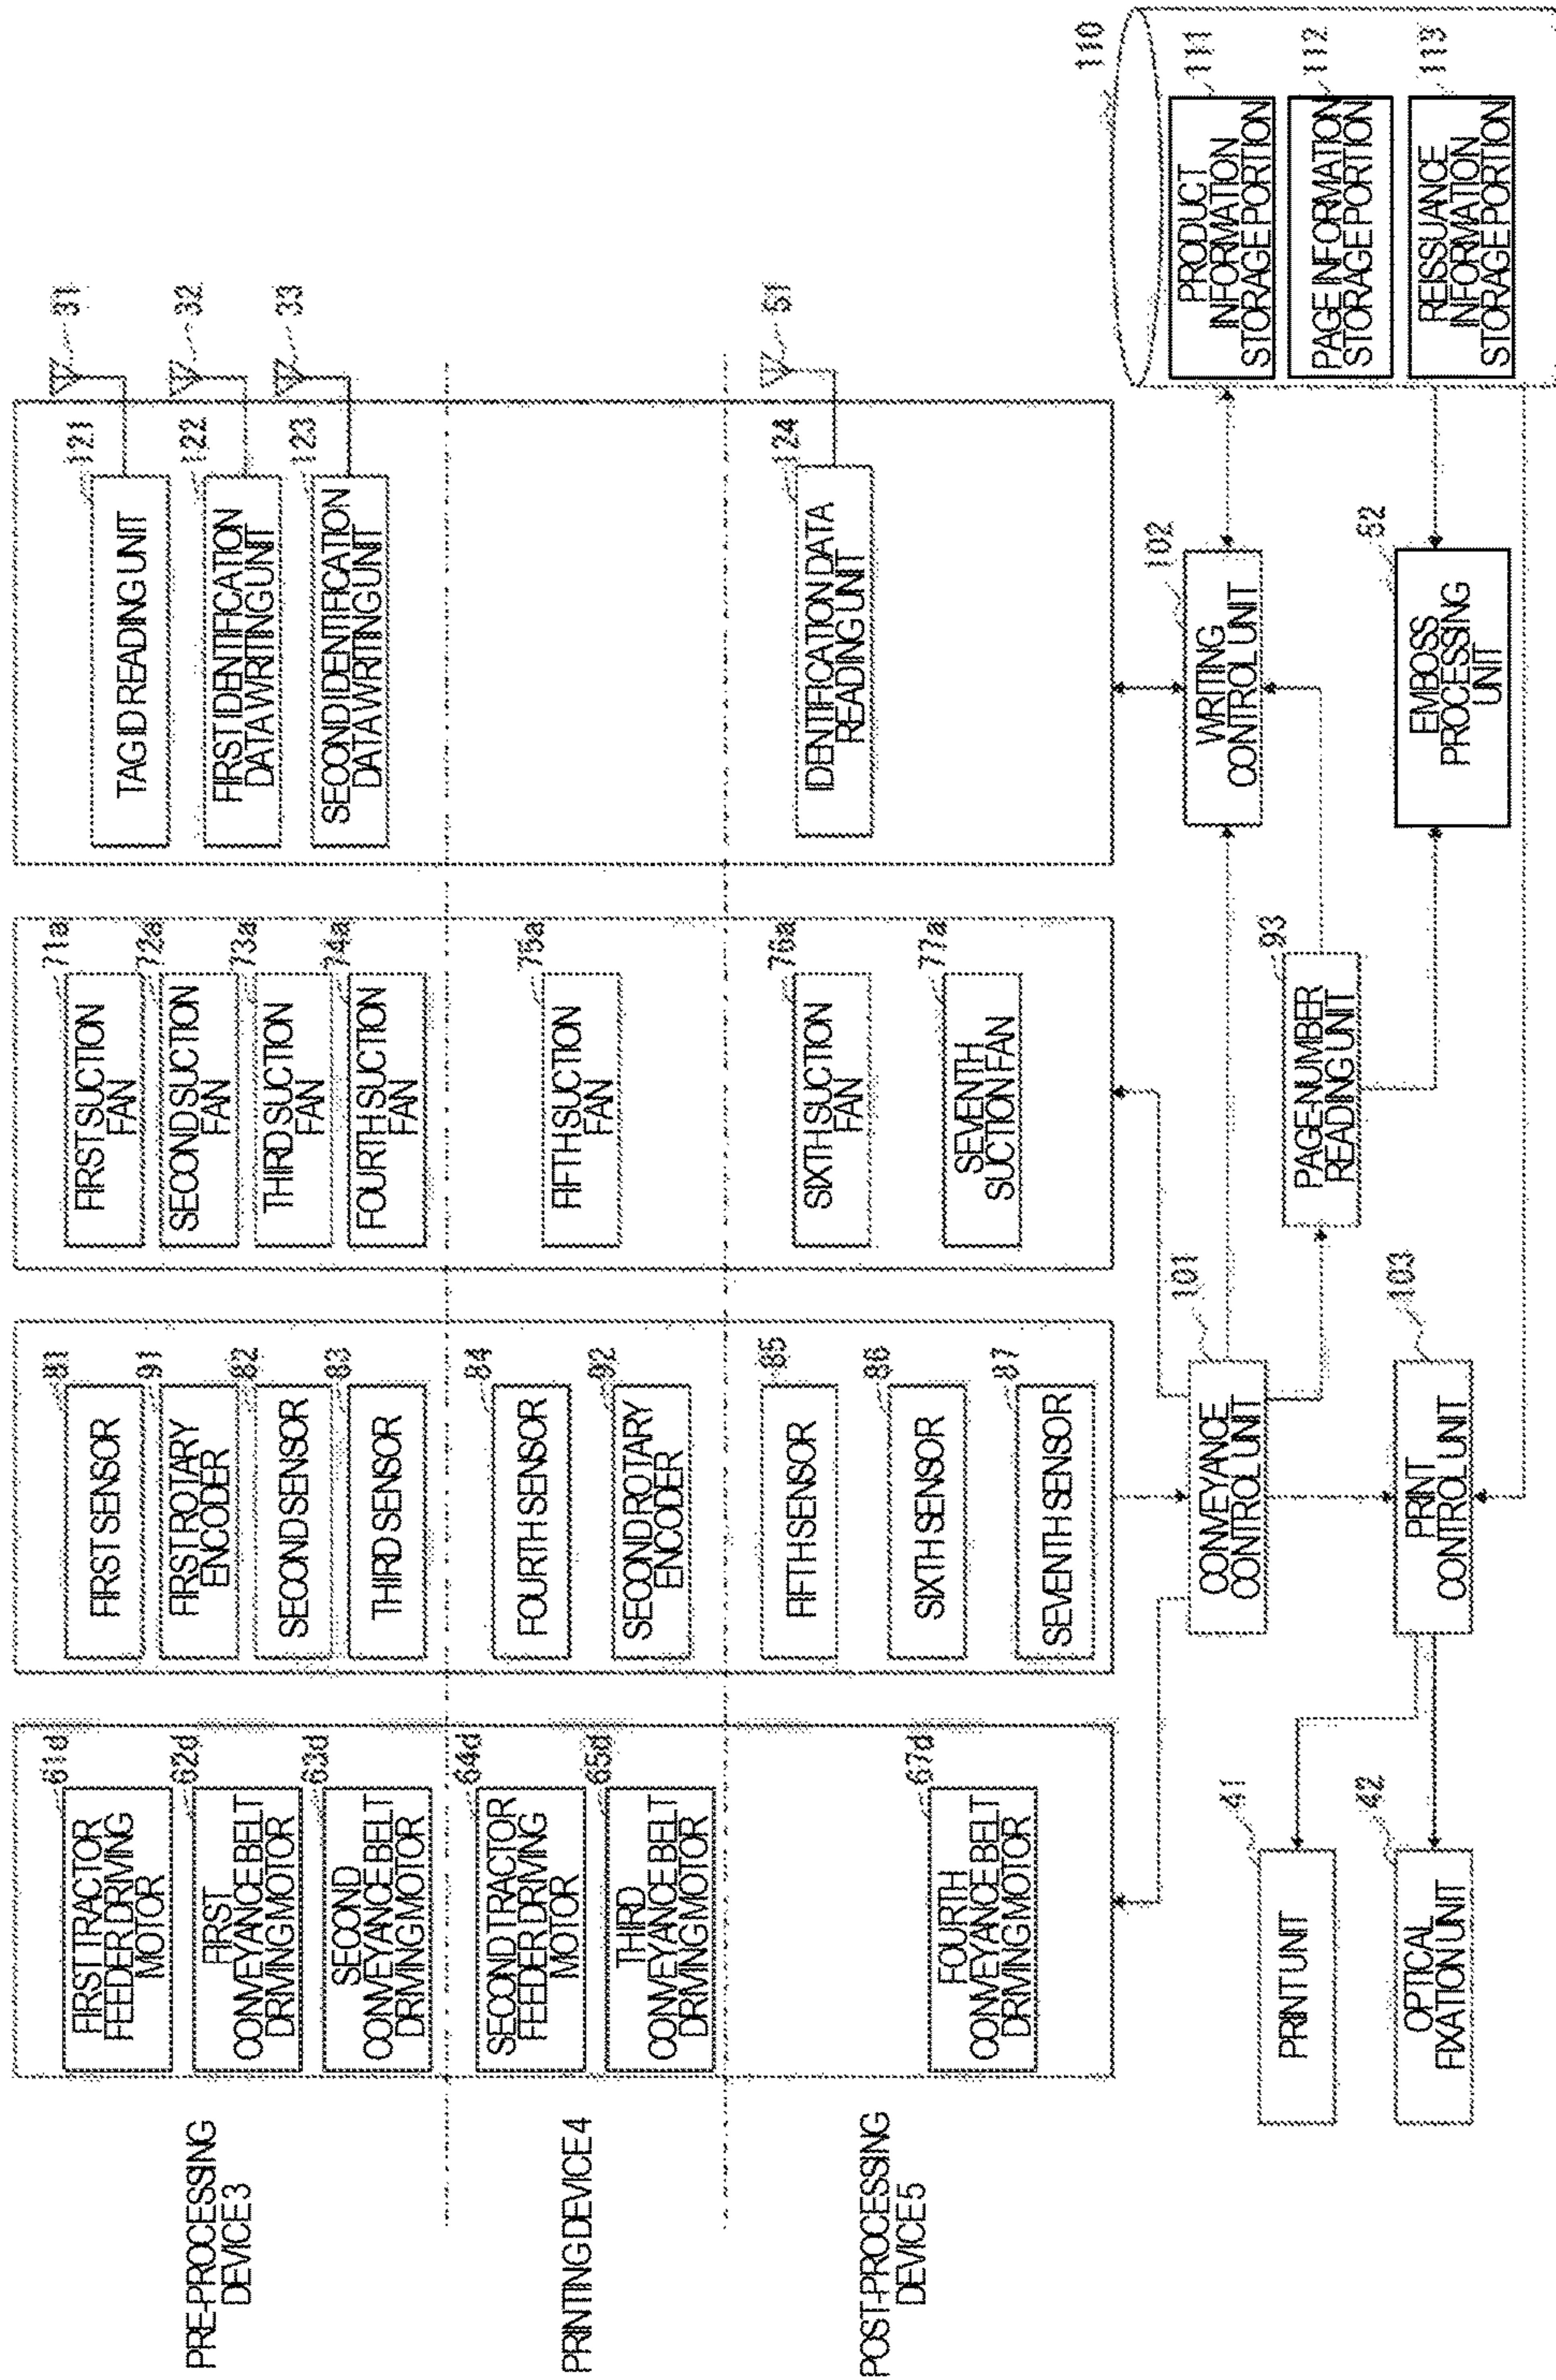 PRE-PROCESSING
DEVICE 3
PRINTING DEVICE 4
POST-PROCESSING
DEVICE 5
61d
FIRST TRACTOR
FEEDER DRIVING
MOTOR
62d
FIRST
CONVEYANCE BELT
DRIVING MOTOR
63d
SECOND
CONVEYANCE BELT
DRIVING MOTOR
64d
SECOND TRACTOR
FEEDER DRIVING
MOTOR
65d
THIRD
CONVEYANCE BELT
DRIVING MOTOR
67d
FOURTH
CONVEYANCE BELT
DRIVING MOTOR
81
FIRST SENSOR
91
FIRST ROTARY
ENCODER
82
SECOND SENSOR
83
THIRD SENSOR
84
FOURTH SENSOR
92
SECOND ROTARY
ENCODER
85
FIFTH SENSOR
86
SIXTH SENSOR
87
SEVENTH SENSOR
71a
FIRST SUCTION
FAN
72a
SECOND SUCTION
FAN
73a
THIRD SUCTION
FAN
74a
FOURTH SUCTION
FAN
75a
FIFTH SUCTION
FAN
76a
SIXTH SUCTION
FAN
77a
SEVENTH
SUCTION FAN
121
TAG ID READING UNIT
31
122
FIRST IDENTIFICATION
DATA WRITING UNIT
32
123
SECOND IDENTIFICATION
DATA WRITING UNIT
33
124
IDENTIFICATION DATA
READING UNIT
51
41
PRINT UNIT
42
OPTICAL
FIXATION UNIT
101
CONVEYANCE
CONTROL UNIT
103
PRINT
CONTROL UNIT
93
PAGE-NUMBER
READING UNIT
102
WRITING
CONTROL UNIT
52
EMBOSS
PROCESSING
UNIT
110
111
PRODUCT
INFORMATION
STORAGE PORTION
112
PAGE INFORMATION
STORAGE PORTION
113
REISSUANCE
INFORMATION
STORAGE PORTION